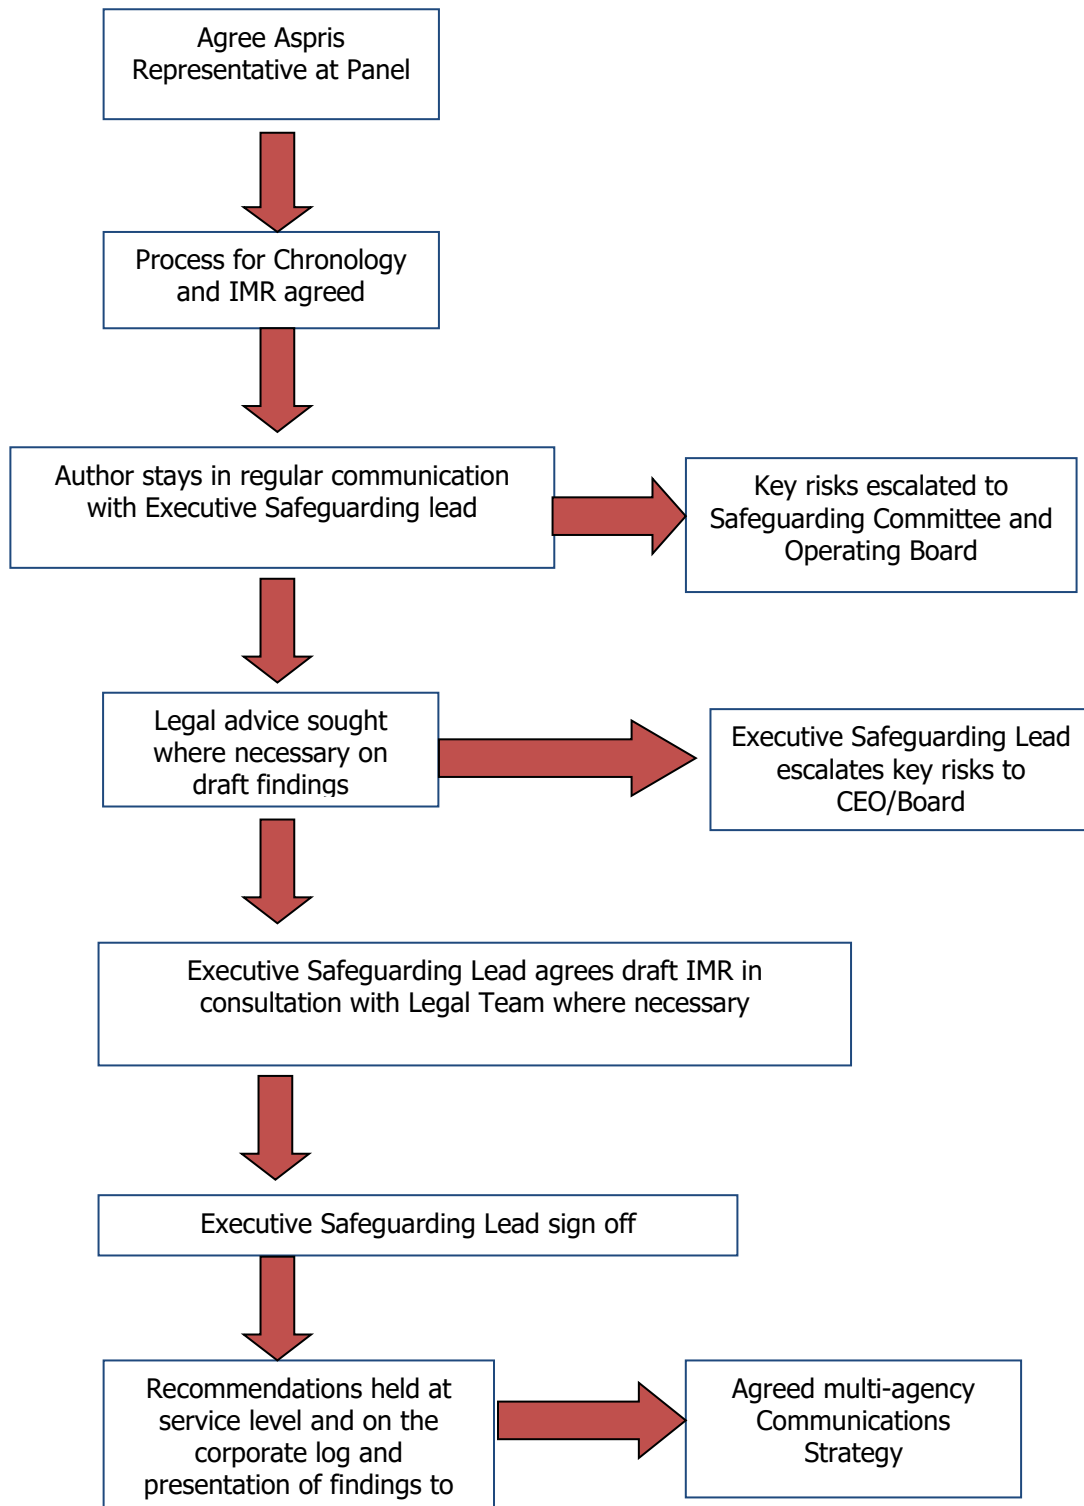 Agree Aspris
Representative at Panel
Process for Chronology
and IMR agreed
Author stays in regular communication
with Executive Safeguarding lead
Key risks escalated to
Safeguarding Committee and
Operating Board
Legal advice sought
where necessary on
draft findings
Executive Safeguarding Lead
escalates key risks to
CEO/Board
Executive Safeguarding Lead agrees draft IMR in
consultation with Legal Team where necessary
Executive Safeguarding Lead sign off
Recommendations held at
service level and on the
corporate log and
presentation of findings to
Agreed multi-agency
Communications
Strategy